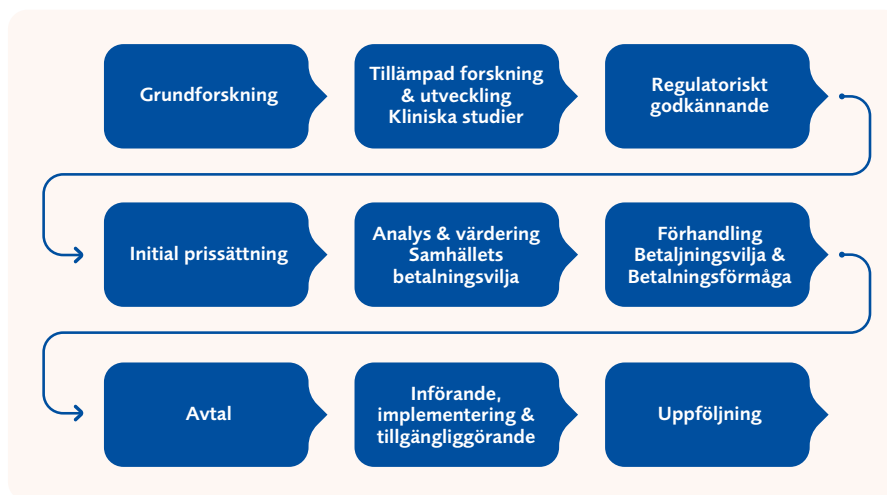 Grundforskning
Tillämpad forskning
& utveckling
Kliniska studier
Regulatoriskt
godkännande
Initial prissättning
Analys & värdering
Samhällets
betalningsvilja
Förhandling
Betaljningsvilja &
Betalningsförmåga
Avtal
Införande,
implementering &
tillgängliggörande
Uppföljning